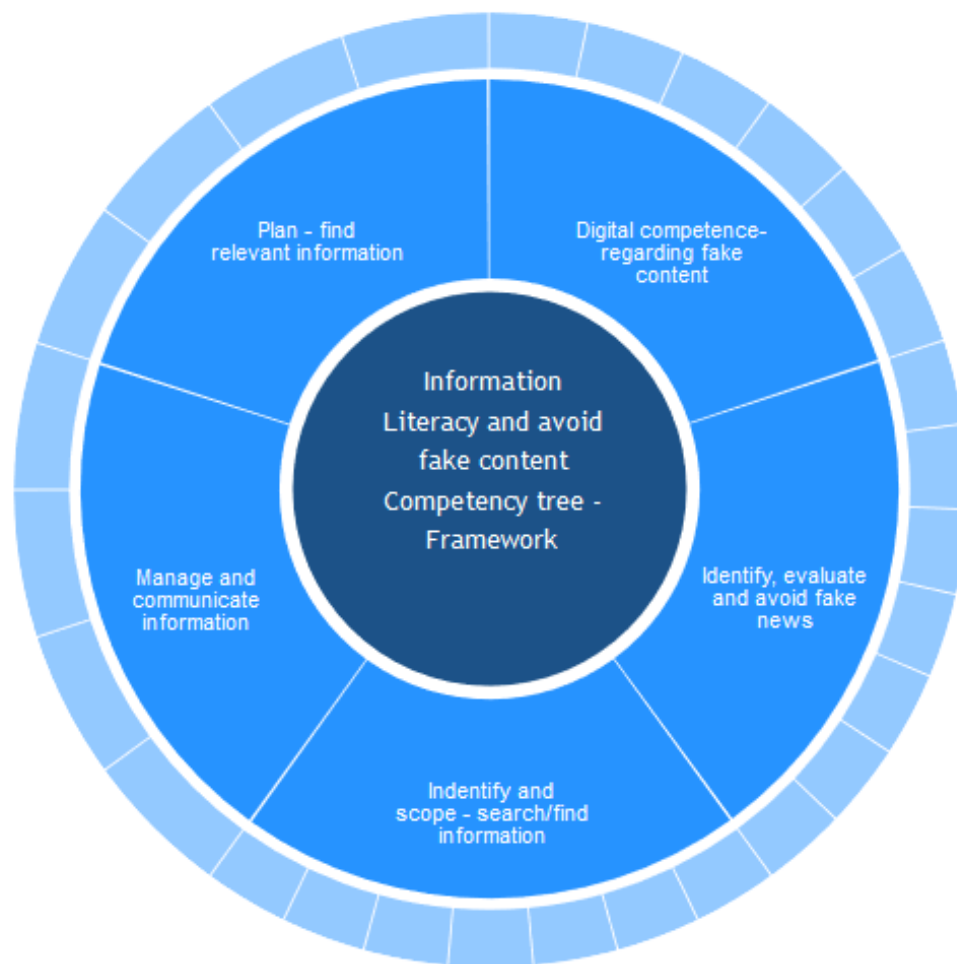 Plan - find
relevant information
Digital competence-
regarding fake
content
Information
Literacy and avoid
fake content
Competency tree -
Framework
Manage and
communicate
information
Identify, evaluate
and avoid fake
news
Indentify and
scope - search/find
information